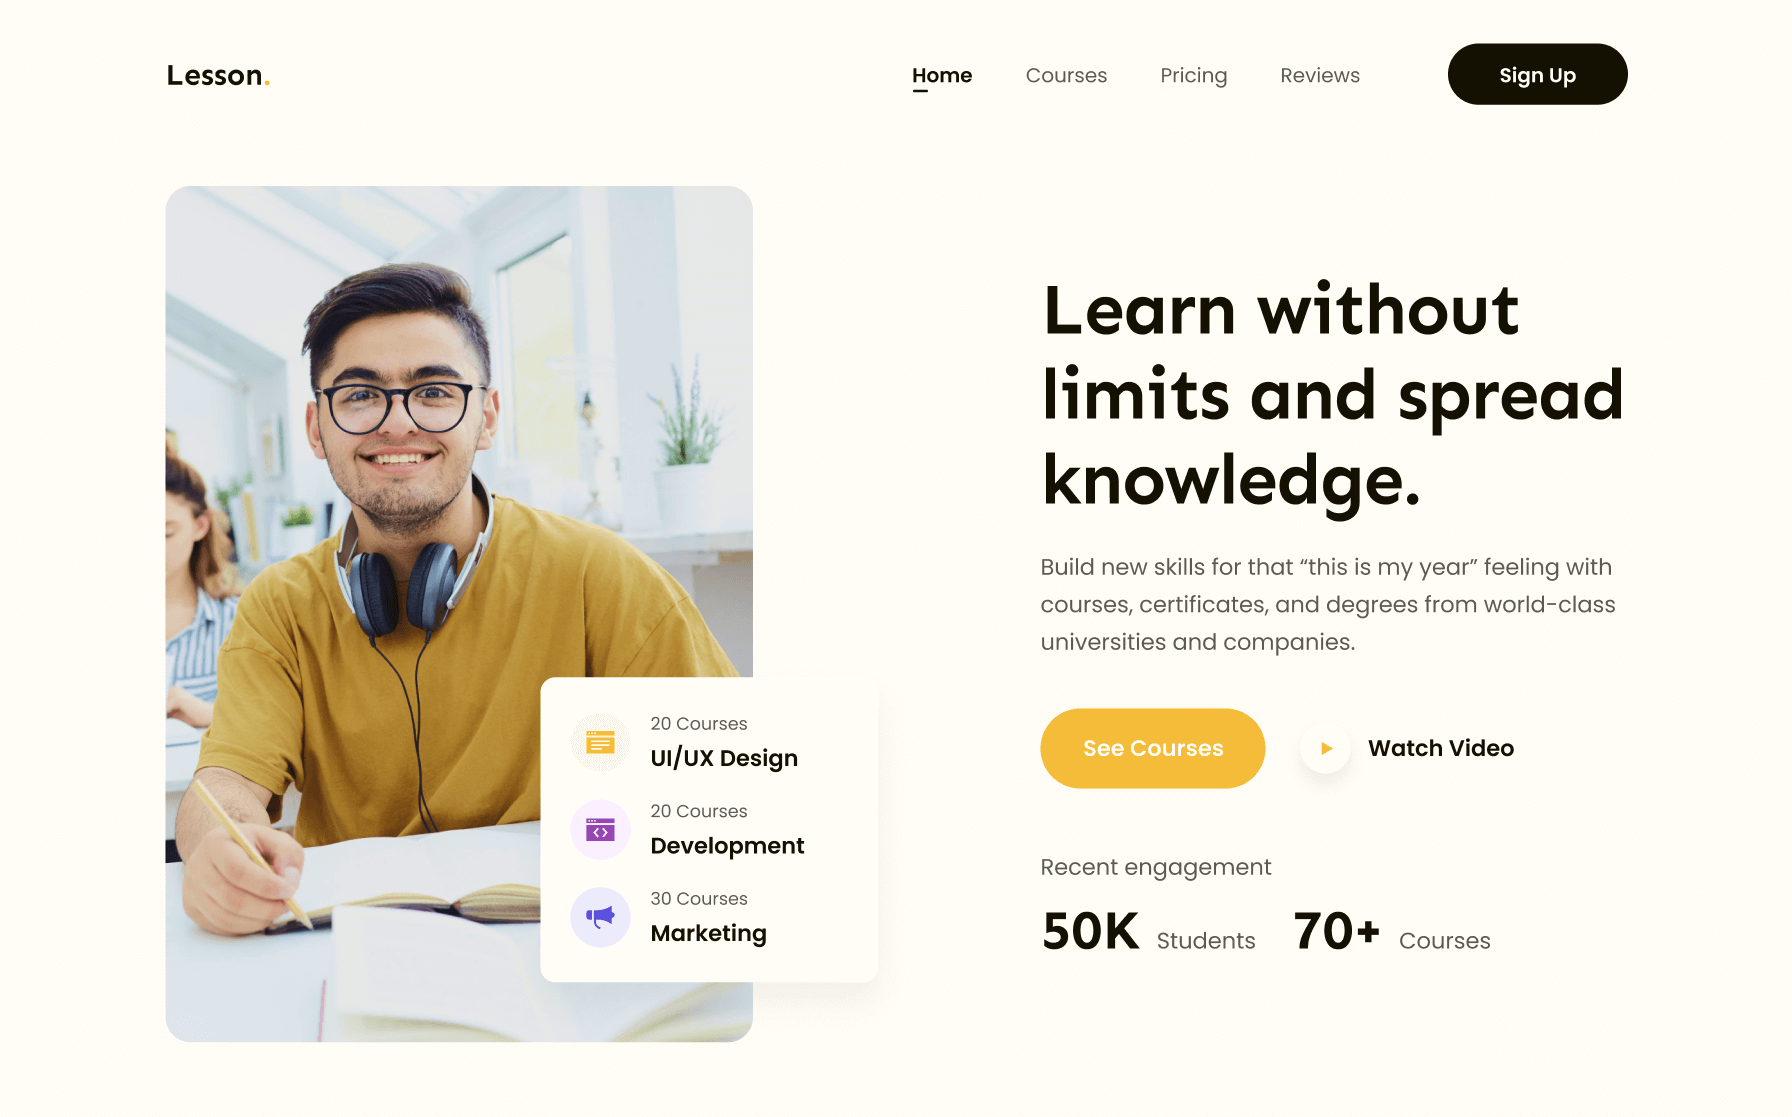 Lesson.
Home
Courses
Pricing
Reviews
Sign Up
Learn without
limits and spread
knowledge.
Build new skills for that “this is my year” feeling with
courses, certificates, and degrees from world-class
universities and companies.
See Courses
Watch Video
Recent engagement
50K Students
70+ Courses
20 Courses
UI/UX Design
20 Courses
Development
30 Courses
Marketing